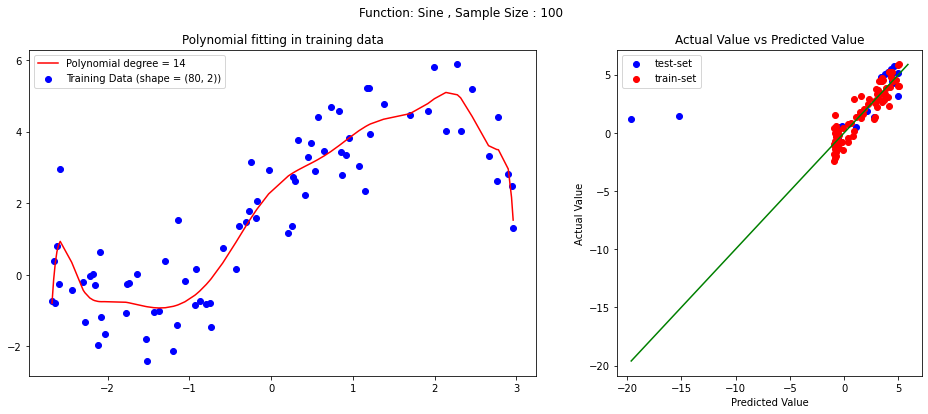 Function: Sine , Sample Size : 100
Polynomial fitting in training data
Polynomial degree = 14
Training Data (shape = (80, 2))
6
4
2
0
−2
−2
−1
0
1
2
3
Actual Value vs Predicted Value
test-set
train-set
Actual Value
5
0
−5
−10
−15
−20
−20
−15
−10
−5
0
5
Predicted Value